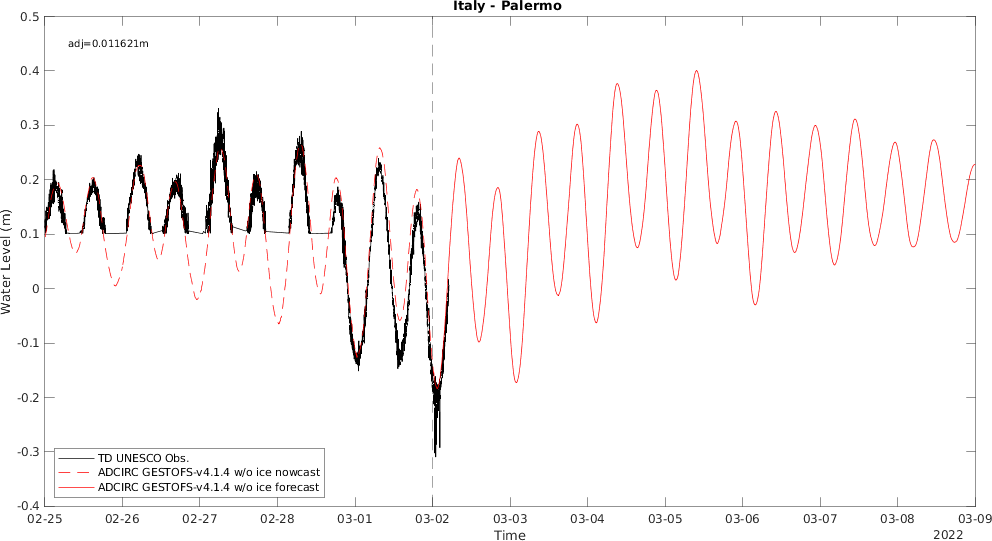 Italy - Palermo
adj=0.011621m
0.5
0.4
0.3
0.2
0.1
0
-0.1
-0.2
-0.3
-0.4
Water Level (m)
TD UNESCO Obs.
ADCIRC GESTOFS-v4.1.4 w/o ice nowcast
ADCIRC GESTOFS-v4.1.4 w/o ice forecast
02-25 02-26 02-27 02-28 03-01 03-02 03-03 03-04 03-05 03-06 03-07 03-08 03-09
Time
2022